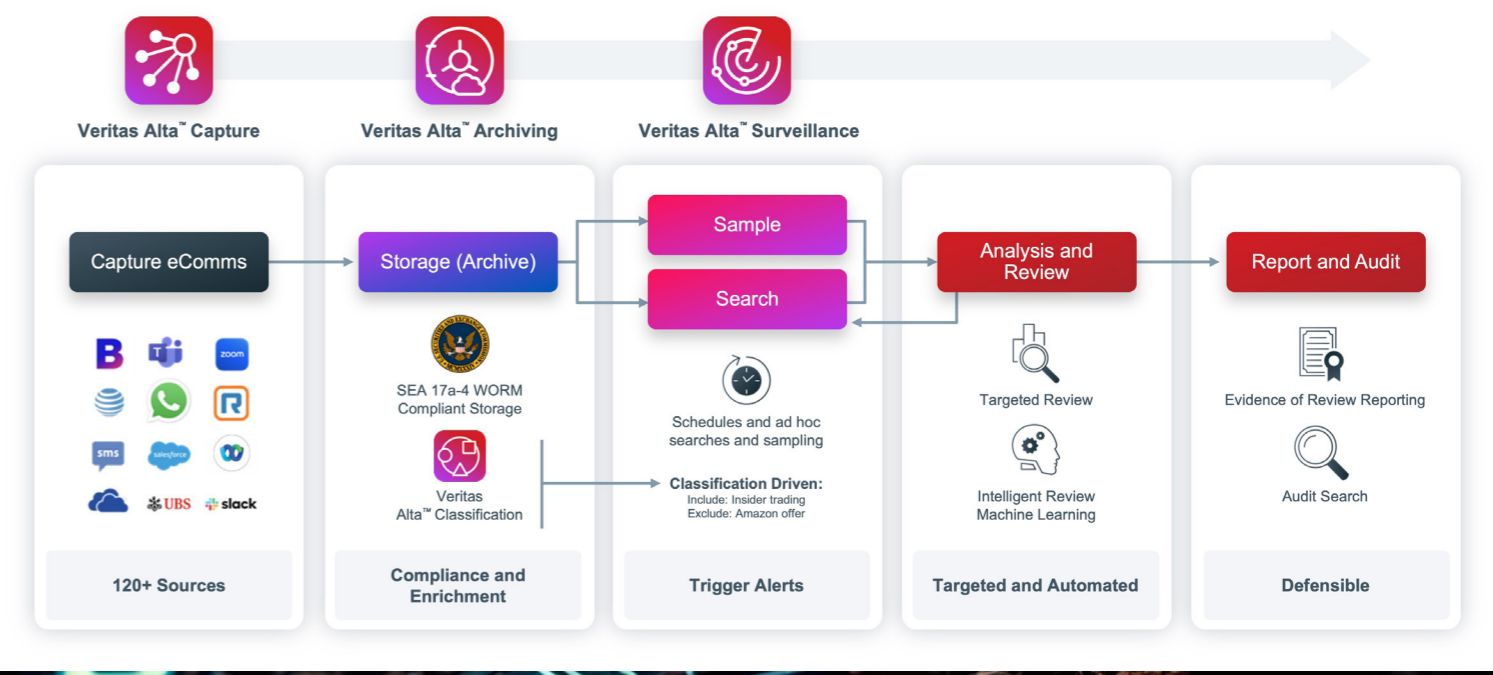 Veritas Alta™ Capture
Veritas Alta™ Archiving
Veritas Alta™ Surveillance
Capture eComms
zoom
sms
salesforce
UBS
slack
120+ Sources
Storage (Archive)
SEA 17a-4 WORM
Compliant Storage
Veritas
Alta™ Classification
Compliance and
Enrichment
Sample
Search
Schedules and ad hoc
searches and sampling
Classification Driven:
Include: Insider trading
Exclude: Amazon offer
Trigger Alerts
Analysis and
Review
Targeted Review
Intelligent Review
Machine Learning
Targeted and Automated
Report and Audit
Evidence of Review Reporting
Audit Search
Defensible